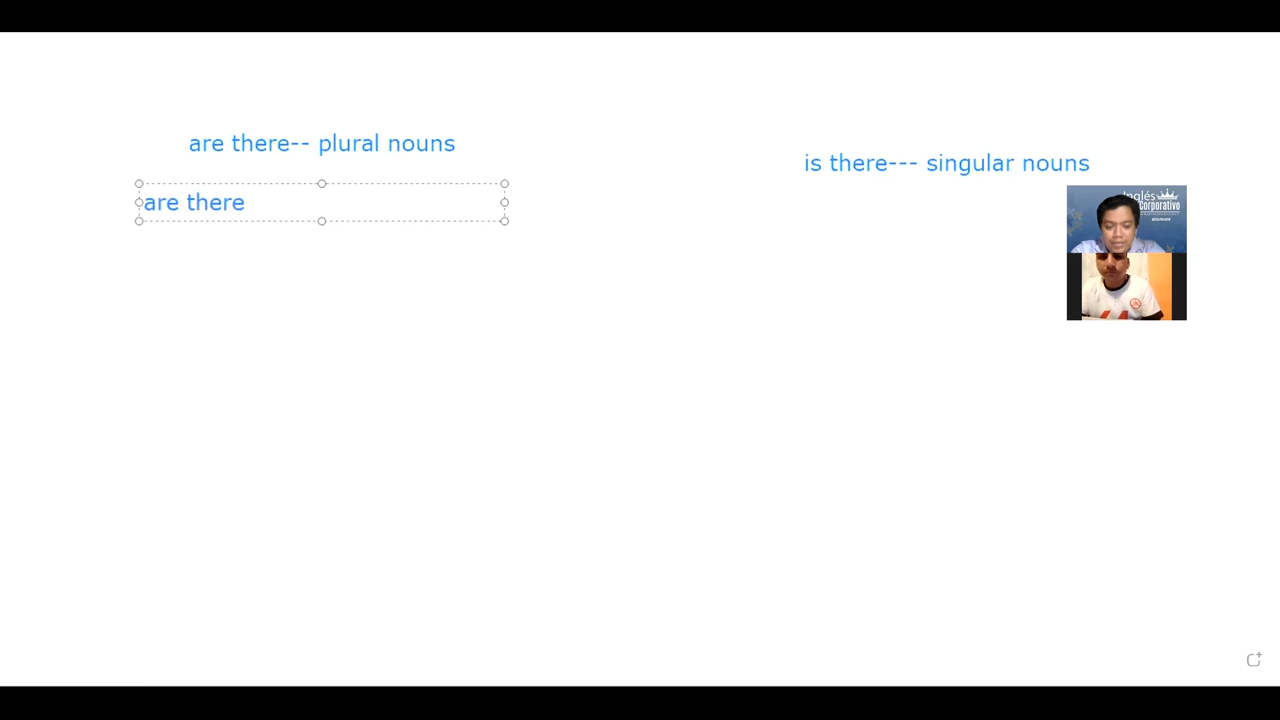 are there-- plural nouns
is there--- singular nouns
are there
Inglés
Corporativo